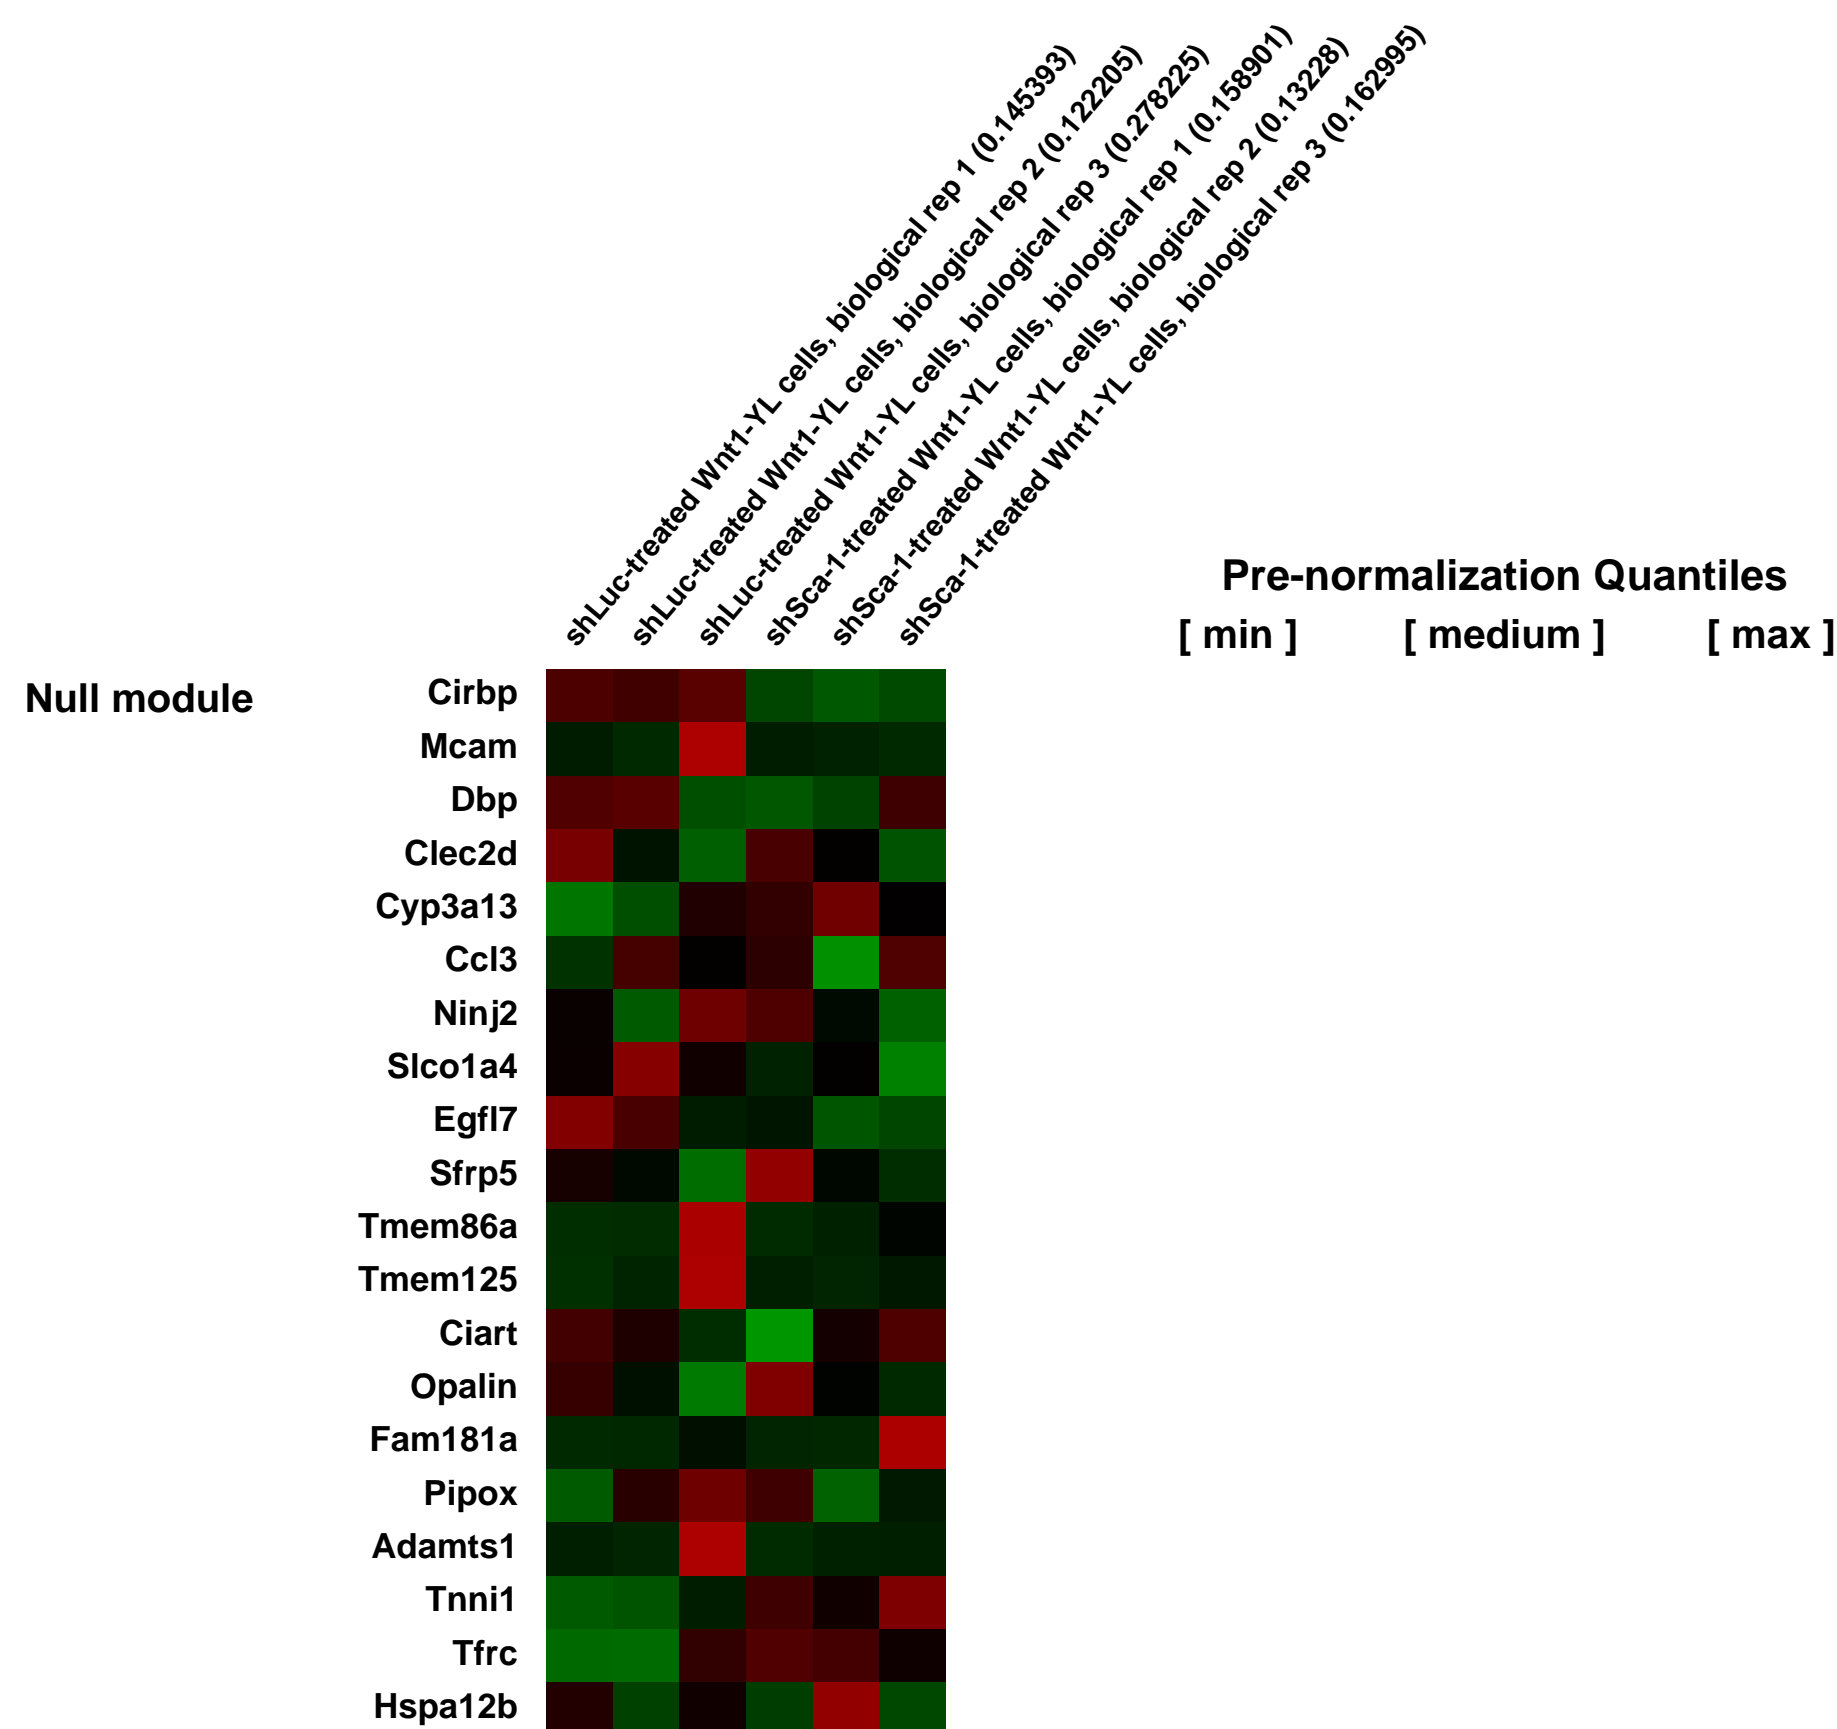 shLuc-treated Wnt1-YL cells, biological rep 1 (0.145393)
shLuc-treated Wnt1-YL cells, biological rep 2 (0.122205)
shLuc-treated Wnt1-YL cells, biological rep 3 (0.278225)
shSca-1-treated Wnt1-YL cells, biological rep 1 (0.158901)
shSca-1-treated Wnt1-YL cells, biological rep 2 (0.13228)
shSca-1-treated Wnt1-YL cells, biological rep 3 (0.162995)
Pre-normalization Quantiles
[ min ] [ medium ] [ max ]
Null module
Cirbp
Mcam
Dbp
Clec2d
Cyp3a13
Ccl3
Ninj2
Slco1a4
Egfl7
Sfrp5
Tmem86a
Tmem125
Ciart
Opalin
Fam181a
Pipox
Adamts1
Tnni1
Tfrc
Hspa12b